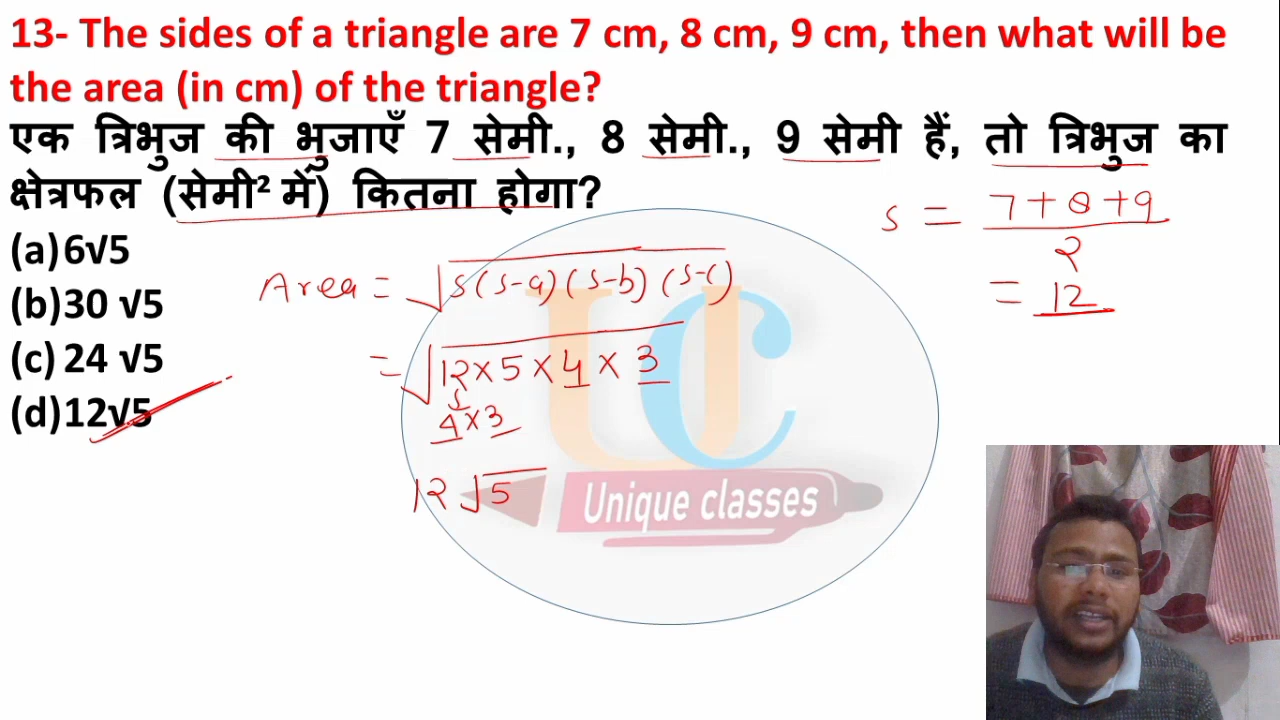 13- The sides of a triangle are 7 cm, 8 cm, 9 cm, then what will be
the area (in cm) of the triangle?
एक त्रिभुज की भुजाएँ 7 सेमी., 8 सेमी., 9 सेमी हैं, तो त्रिभुज का
क्षेत्रफल (सेमी² में) कितना होगा?
(a)6√5
(b)30 √5
(c) 24 √5
(d)12√5
s = 7+8+9
2
= 12
Area = √s(s-a)(s-b)(s-c)
= √12×5×4×3
4×3
12√5
UC
Unique classes